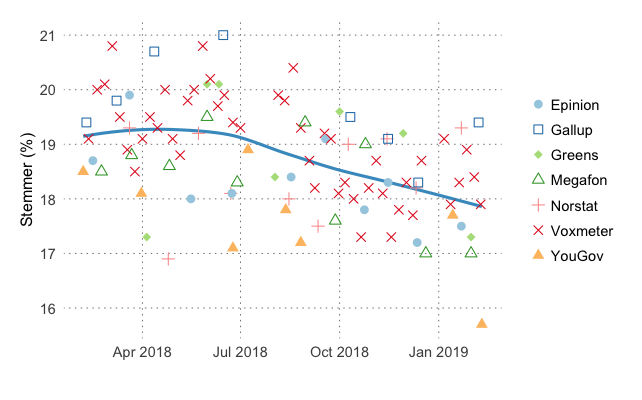 21
20
19
18
17
16
Stemmer (%)
Apr 2018
Jul 2018
Oct 2018
Jan 2019
Epinion
Gallup
Greens
Megafon
Norstat
Voxmeter
YouGov